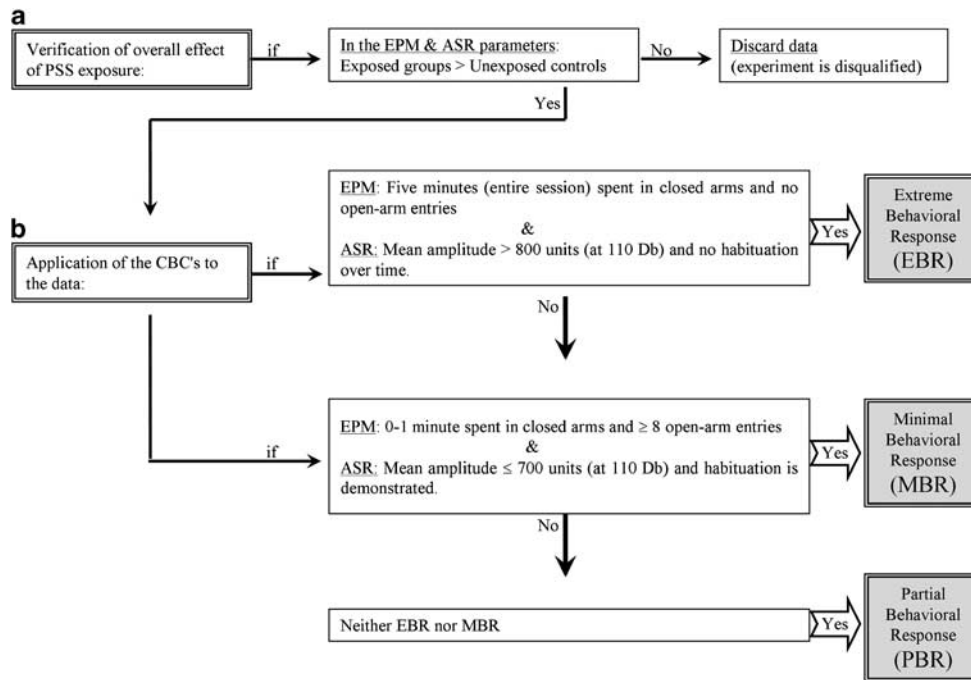 a
Verification of overall effect
of PSS exposure:
if
In the EPM & ASR parameters:
Exposed groups > Unexposed controls
No
Discard data
(experiment is disqualified)
Yes
b
Application of the CBC's to
the data:
if
EPM: Five minutes (entire session) spent in closed arms and no
open-arm entries
&
ASR: Mean amplitude > 800 units (at 110 Db) and no habituation
over time.
Yes
Extreme
Behavioral
Response
(EBR)
No
if
EPM: 0-1 minute spent in closed arms and ≥ 8 open-arm entries
&
ASR: Mean amplitude ≤ 700 units (at 110 Db) and habituation is
demonstrated.
Yes
Minimal
Behavioral
Response
(MBR)
No
Neither EBR nor MBR
Yes
Partial
Behavioral
Response
(PBR)